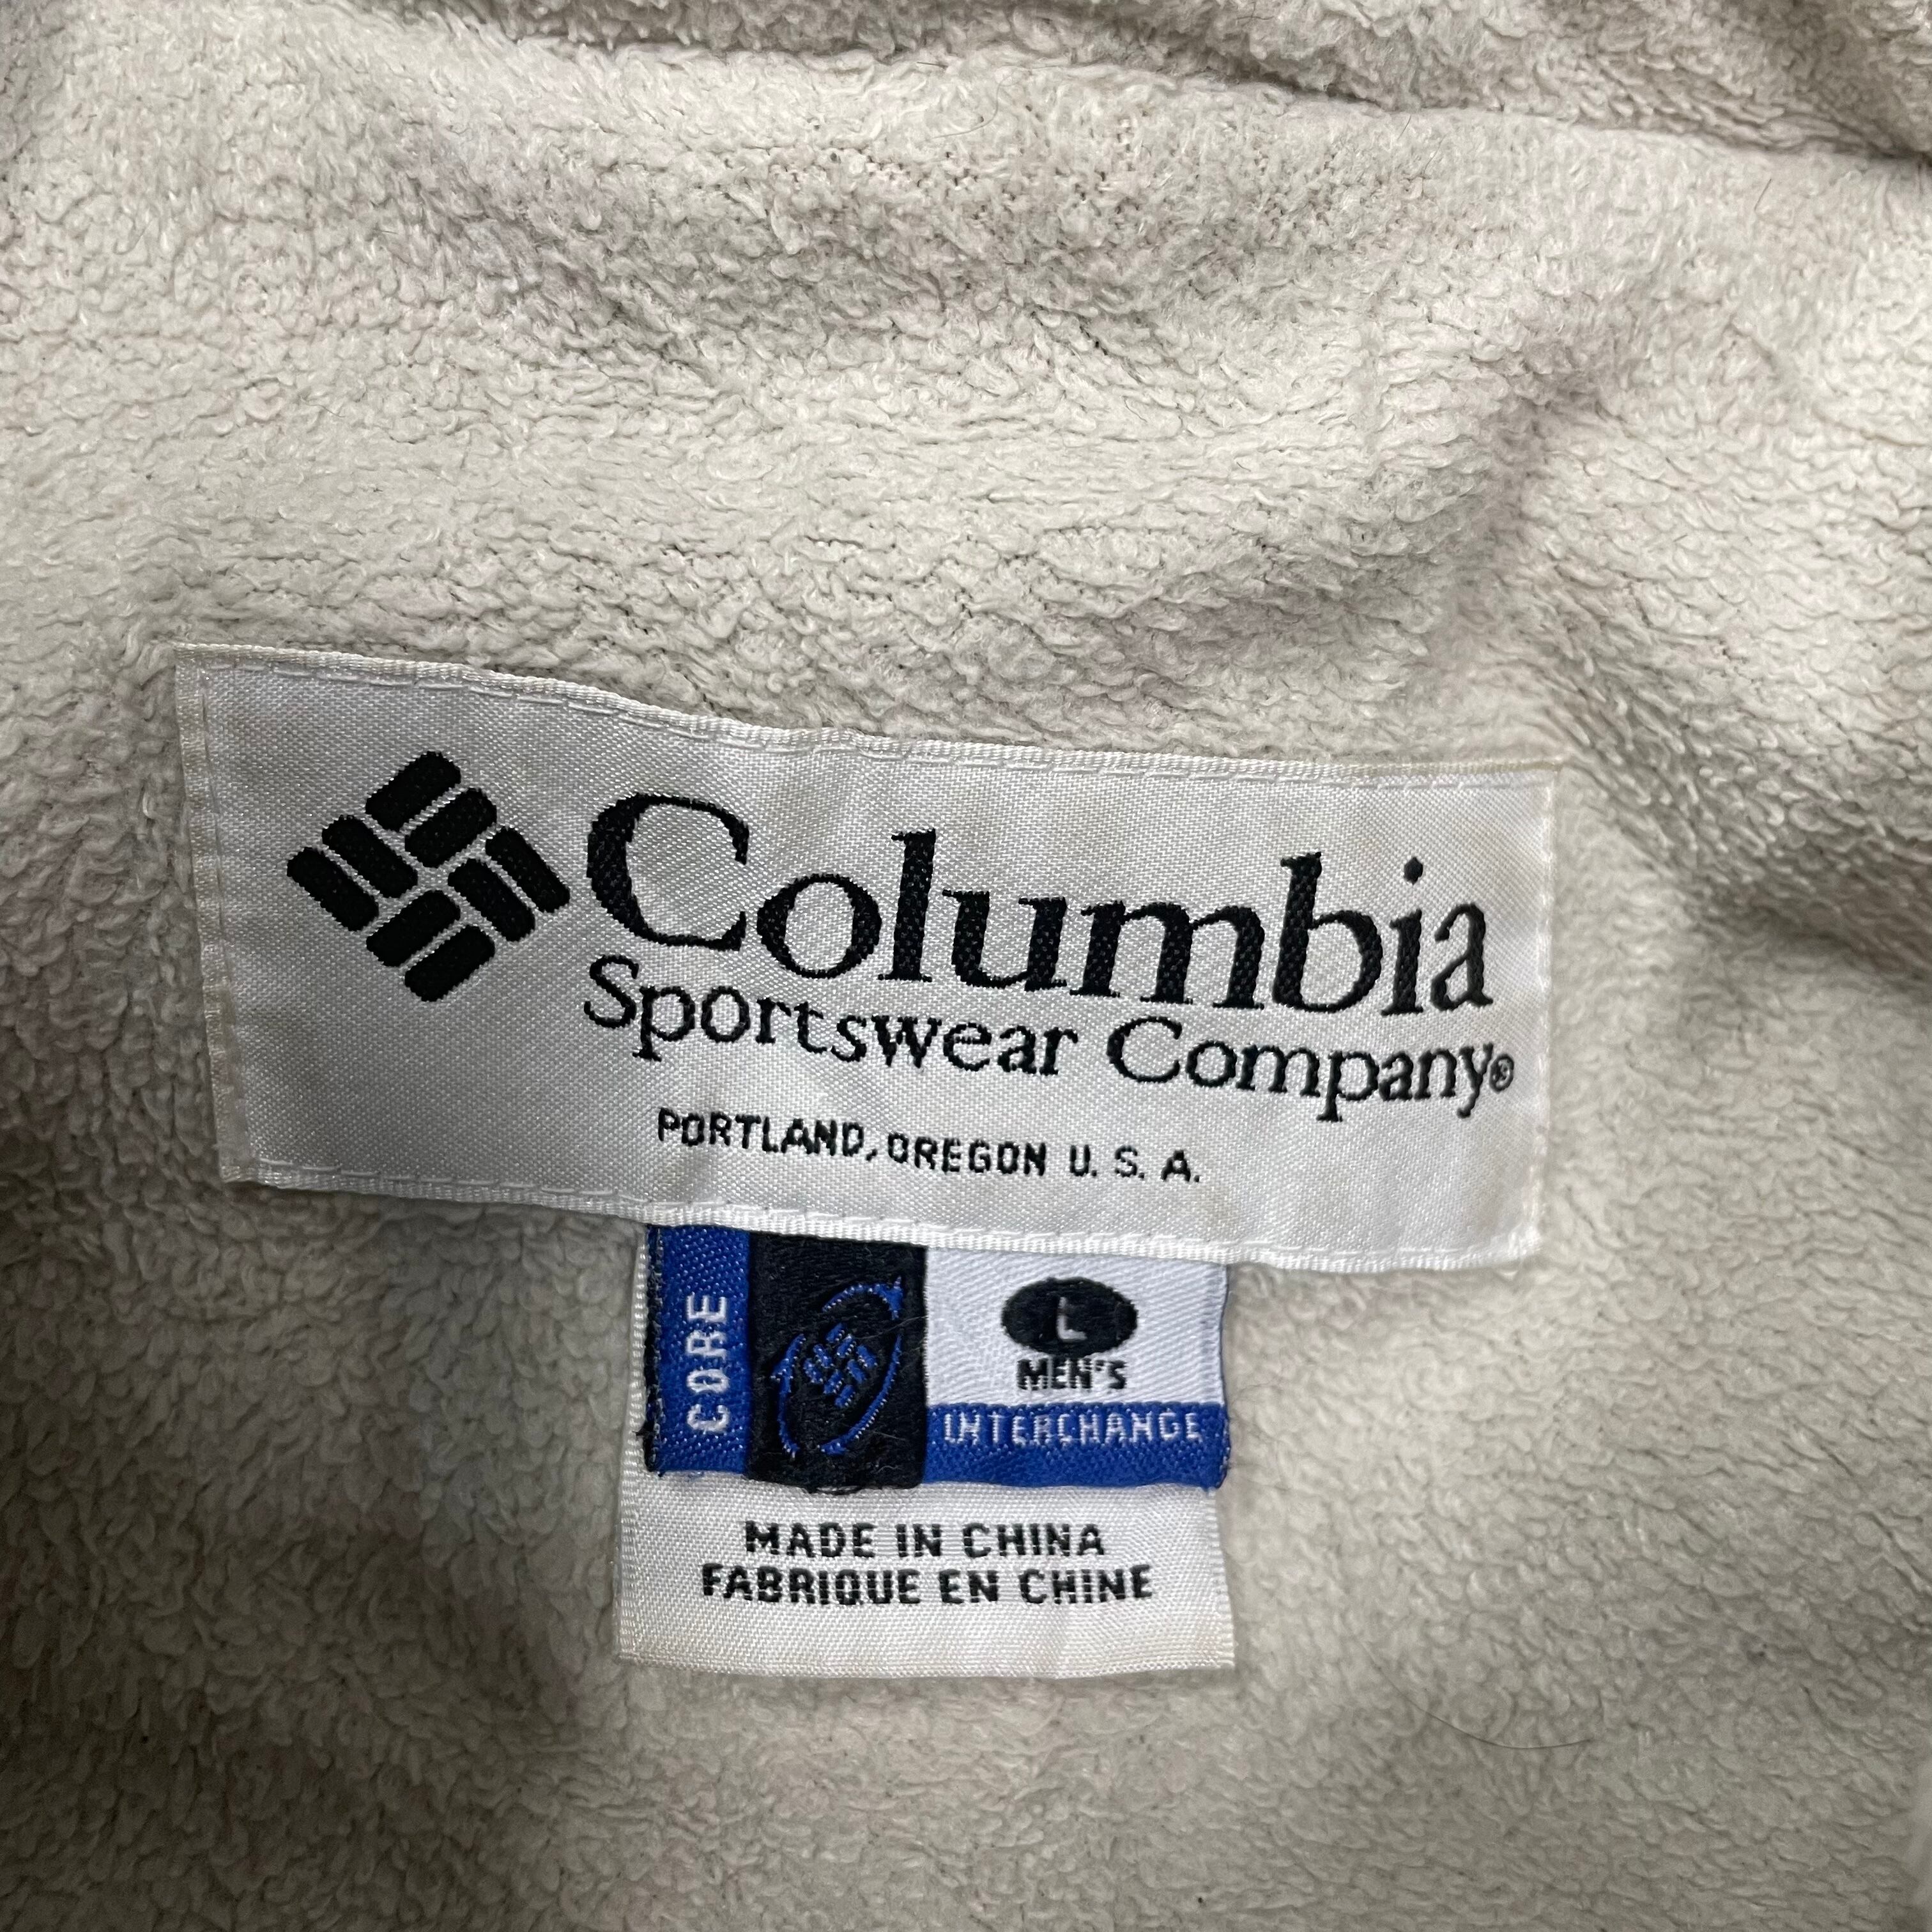 Columbia
Sportswear Company®
PORTLAND, OREGON U. S. A.
CORE
L
MEN'S
INTERCHANGE
MADE IN CHINA
FABRIQUE EN CHINE